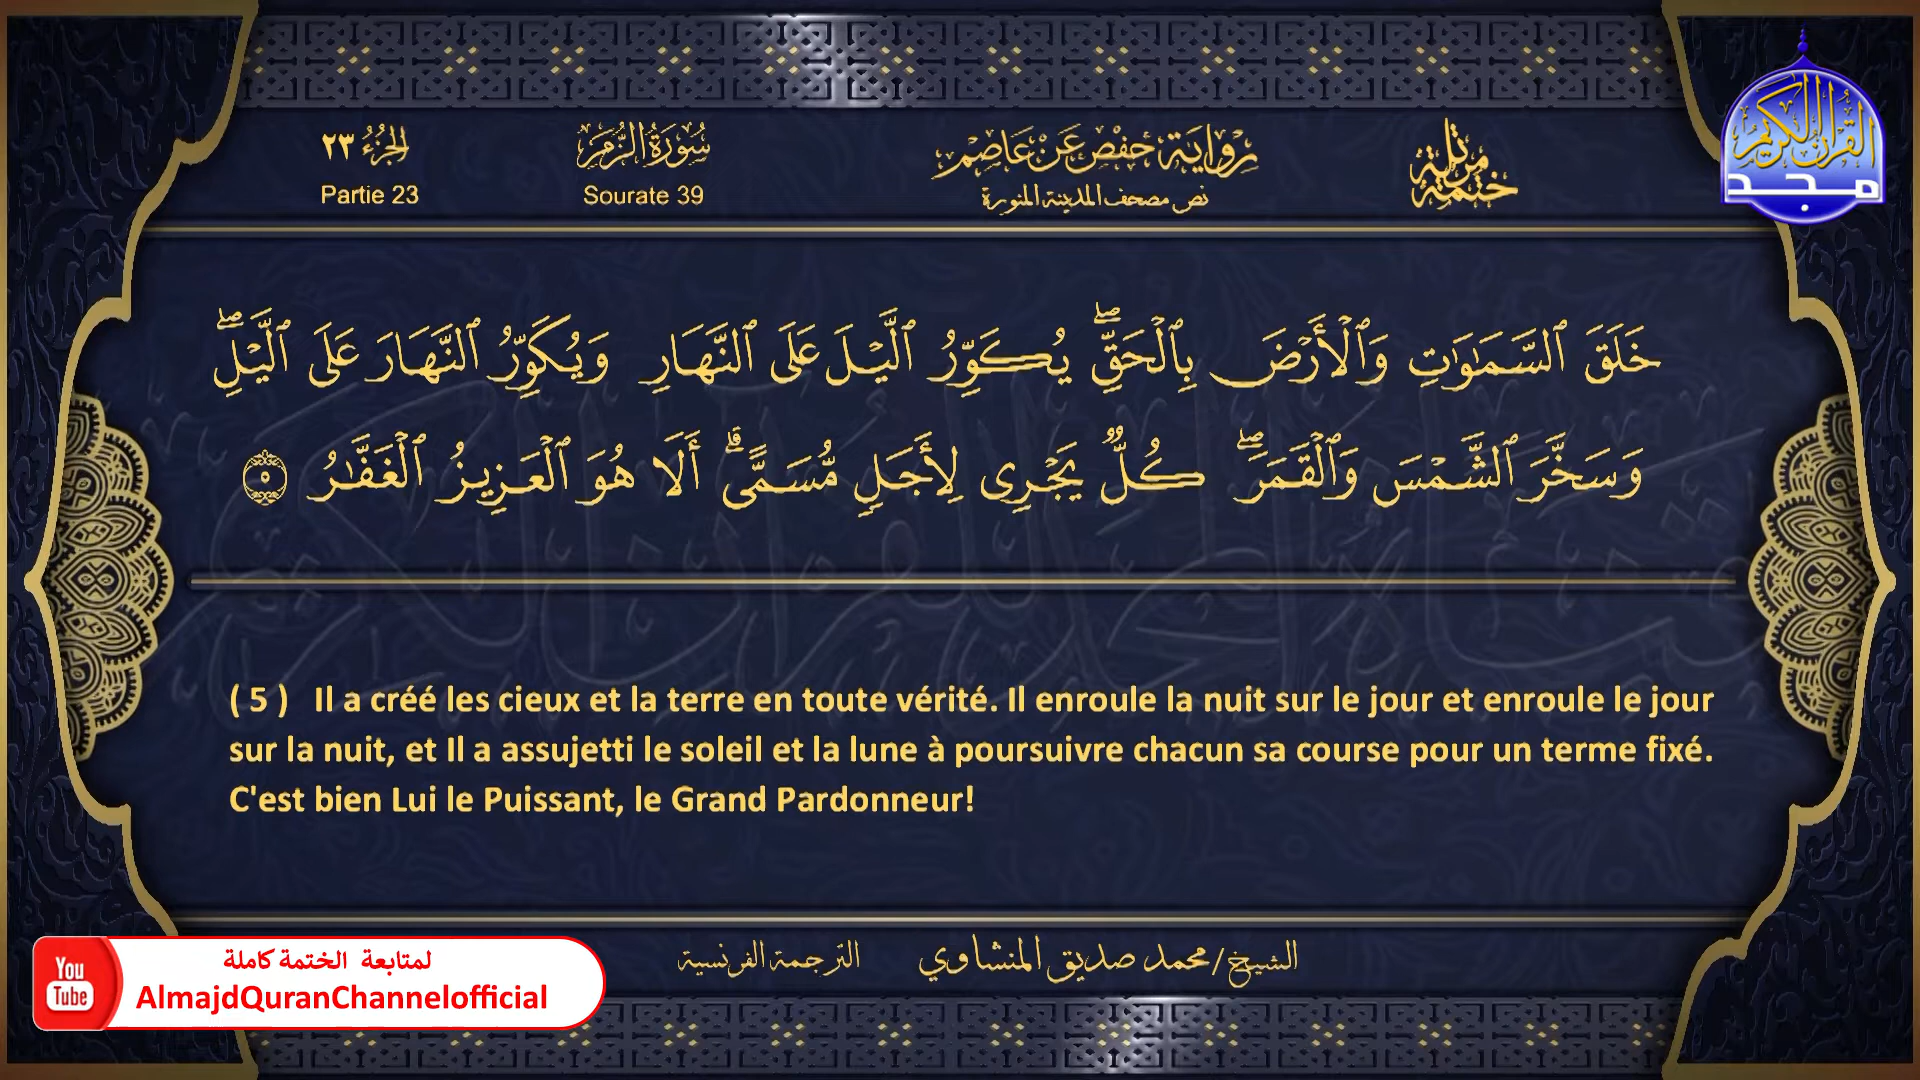 الجزء ٢٣
Partie 23
سورة الزمر
Sourate 39
رواية حفص عن عاصم
نص مصحف المدينة المنورة
ختمة مرتلة
القرآن الكريم
مجد
خَلَقَ ٱلسَّمَٰوَٰتِ وَٱلْأَرْضَ بِٱلْحَقِّۖ يُكَوِّرُ ٱلَّيْلَ عَلَى ٱلنَّهَارِ وَيُكَوِّرُ ٱلنَّهَارَ عَلَى ٱلَّيْلِۖ
وَسَخَّرَ ٱلشَّمْسَ وَٱلْقَمَرَۖ كُلٌّ يَجْرِى لِأَجَلٍ مُّسَمًّىۗ أَلَا هُوَ ٱلْعَزِيزُ ٱلْغَفَّٰرُ ٥
( 5 ) Il a créé les cieux et la terre en toute vérité. Il enroule la nuit sur le jour et enroule le jour
sur la nuit, et Il a assujetti le soleil et la lune à poursuivre chacun sa course pour un terme fixé.
C'est bien Lui le Puissant, le Grand Pardonneur!
الشيخ/محمد صديق المنشاوي
الترجمة الفرنسية
You
Tube
لمتابعة الختمة كاملة
AlmajdQuranChannelofficial